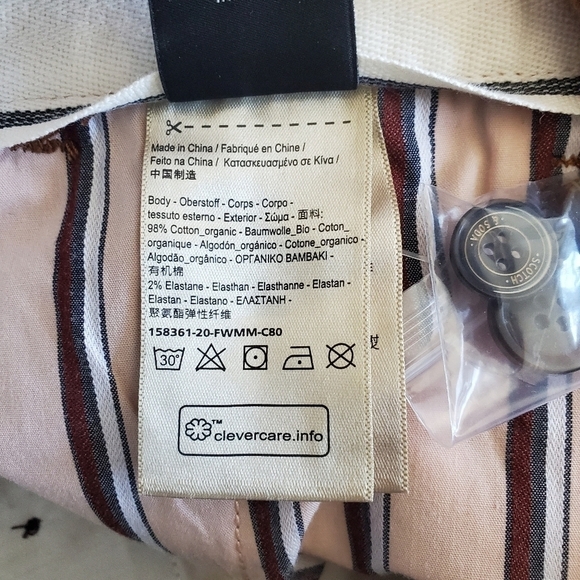 Made in China / Fabriqué en Chine /
Feito na China / Κατασκευασμένο σε Κίνα /
中国制造
Body - Oberstoff - Corps - Corpo -
tessuto esterno - Exterior - Σώμα - 面料:
98% Cotton_organic - Baumwolle_Bio - Coton_
organique - Algodón_orgánico - Cotone_organico -
Algodão_orgânico - ΟΡΓΑΝΙΚΟ ΒΑΜΒΑΚΙ -
有机棉
2% Elastane - Elasthan - Elasthanne - Elastan -
Elastan - Elastano - ΕΛΑΣΤΑΝΗ -
聚氨酯弹性纤维
158361-20-FWMM-C80
30°
™
clevercare.info
SCOTCH
& SODA